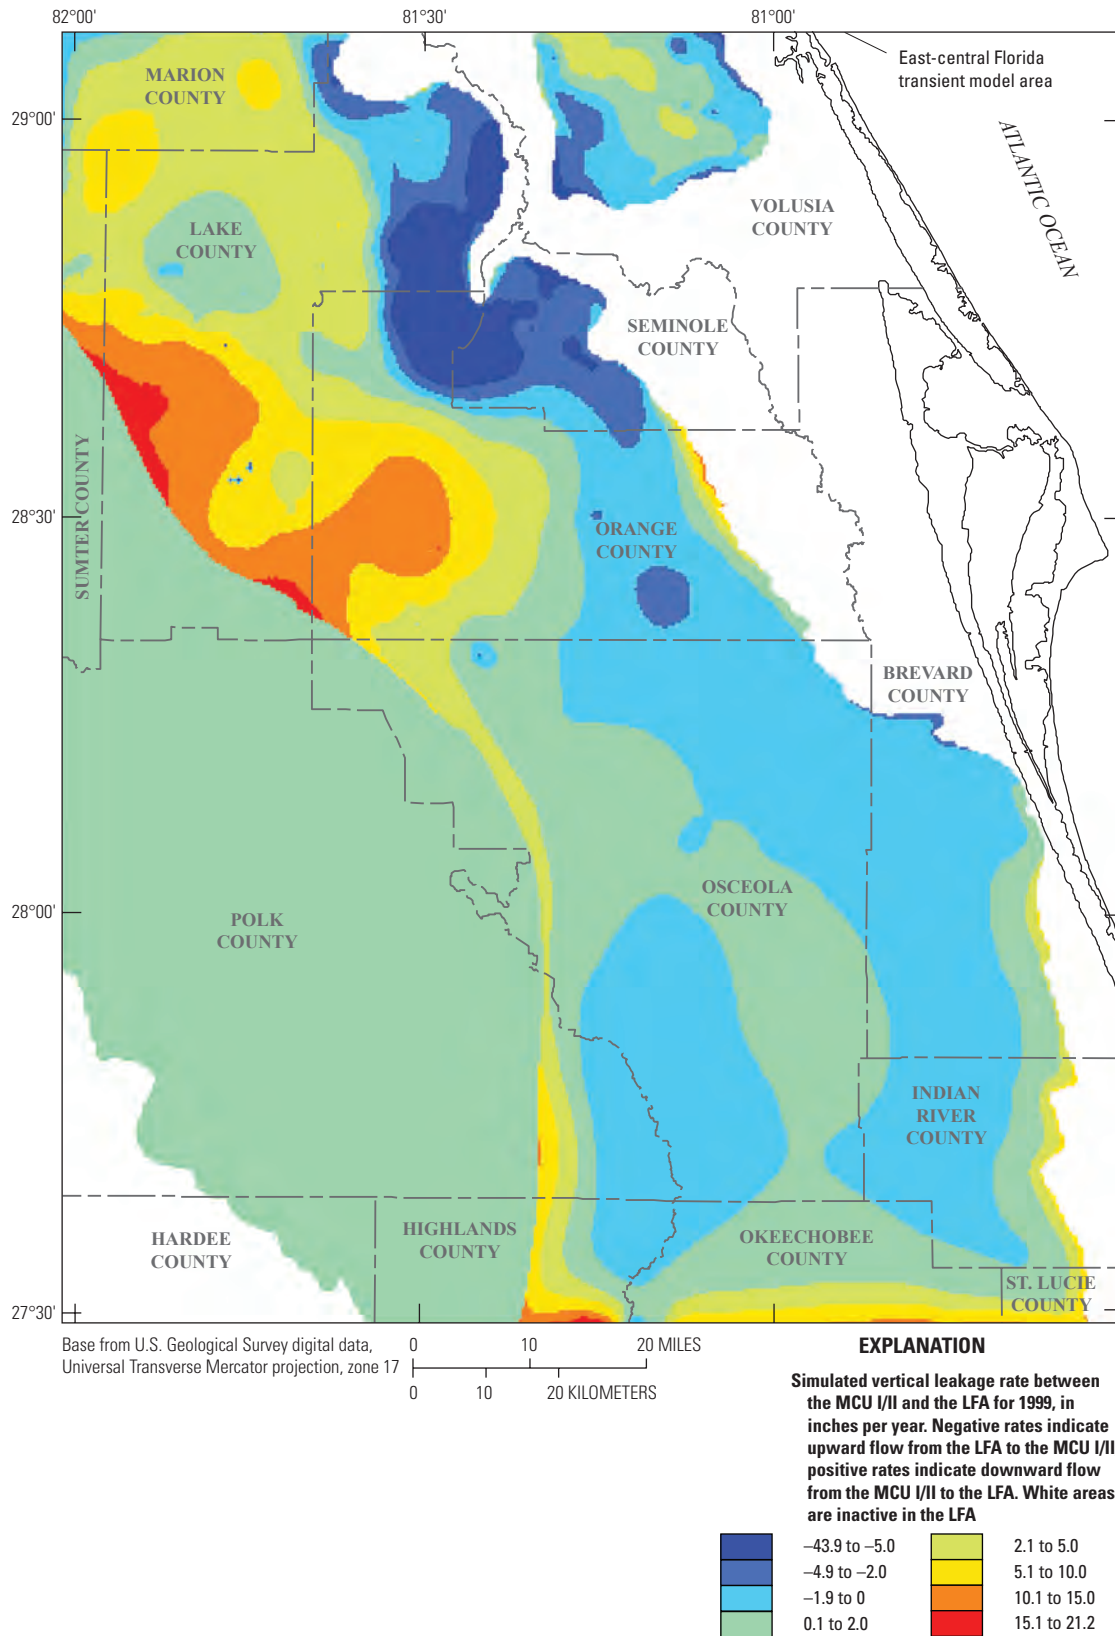 82°00'
81°30'
81°00'
East-central Florida
transient model area
MARION
COUNTY
29°00'
ATLANTIC OCEAN
LAKE
COUNTY
VOLUSIA
COUNTY
SEMINOLE
COUNTY
SUMTER COUNTY
28°30'
ORANGE
COUNTY
BREVARD
COUNTY
OSCEOLA
COUNTY
28°00'
POLK
COUNTY
INDIAN
RIVER
COUNTY
HARDEE
COUNTY
HIGHLANDS
COUNTY
OKEECHOBEE
COUNTY
ST. LUCIE
COUNTY
27°30'
Base from U.S. Geological Survey digital data,
Universal Transverse Mercator projection, zone 17
0 10 20 MILES
0 10 20 KILOMETERS
EXPLANATION
Simulated vertical leakage rate between
the MCU I/II and the LFA for 1999, in
inches per year. Negative rates indicate
upward flow from the LFA to the MCU I/II
positive rates indicate downward flow
from the MCU I/II to the LFA. White areas
are inactive in the LFA
–43.9 to –5.0
–4.9 to –2.0
–1.9 to 0
0.1 to 2.0
2.1 to 5.0
5.1 to 10.0
10.1 to 15.0
15.1 to 21.2